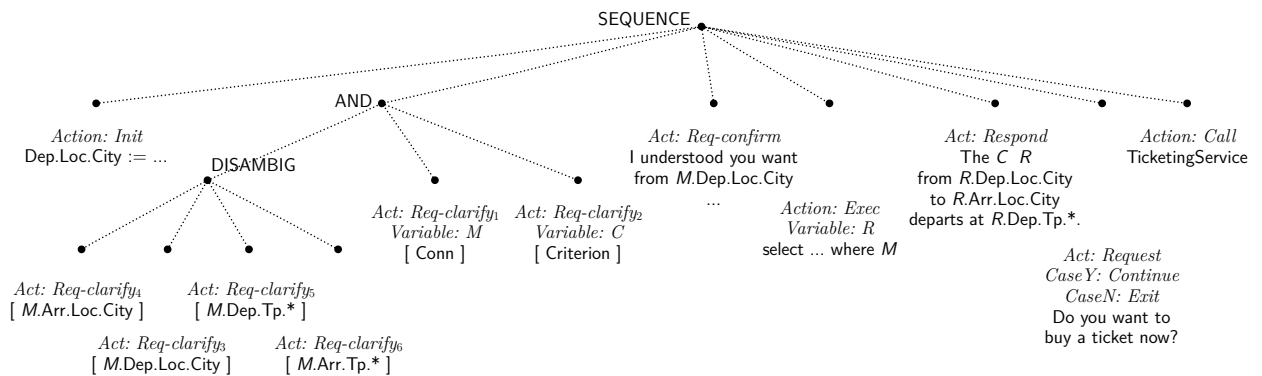 SEQUENCE
AND
Action: Init
Dep.Loc.City := ...
Act: Req-confirm
I understood you want
from M.Dep.Loc.City
...
Act: Respond
The C R
from R.Dep.Loc.City
to R.Arr.Loc.City
departs at R.Dep.Tp.*.
Action: Call
TicketingService
DISAMBIG
Act: Req-clarify₁
Variable: M
[ Conn ]
Act: Req-clarify₂
Variable: C
[ Criterion ]
Action: Exec
Variable: R
select ... where M
Act: Request
CaseY: Continue
CaseN: Exit
Do you want to
buy a ticket now?
Act: Req-clarify₄
[ M.Arr.Loc.City ]
Act: Req-clarify₅
[ M.Dep.Tp.* ]
Act: Req-clarify₃
[ M.Dep.Loc.City ]
Act: Req-clarify₆
[ M.Arr.Tp.* ]